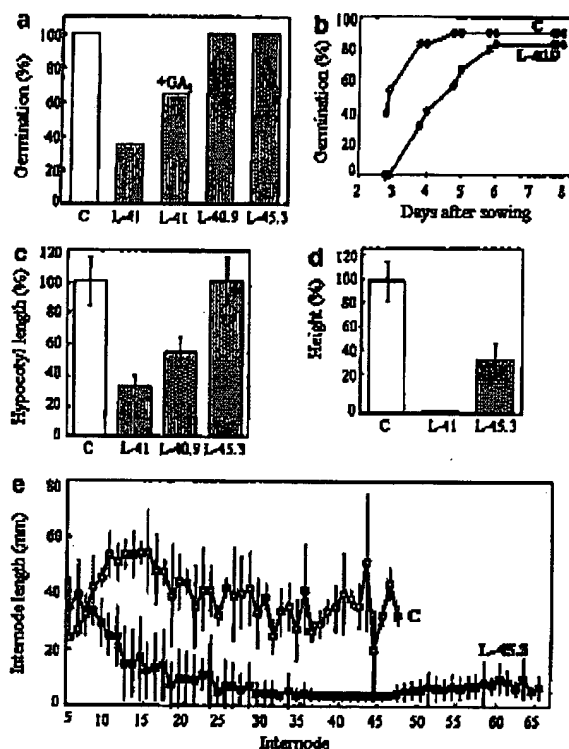 a
b
Germination (%)
100
80
60
40
20
0
+GA
C L-41 L-41 L-40.9 L-45.3
Germination (%)
100
80
60
40
20
0
C
2 3 4 5 6 7 8
Days after sowing
c
d
Hypocotyl length (%)
120
100
80
60
40
20
0
C L-41 L-40.9 L-45.3
Height (%)
120
100
80
60
40
20
0
C L-41 L-45.3
e
Internode length (mm)
80
60
40
20
0
C
L-45.3
5 10 15 20 25 30 35 40 45 50 55 60 65
Internode